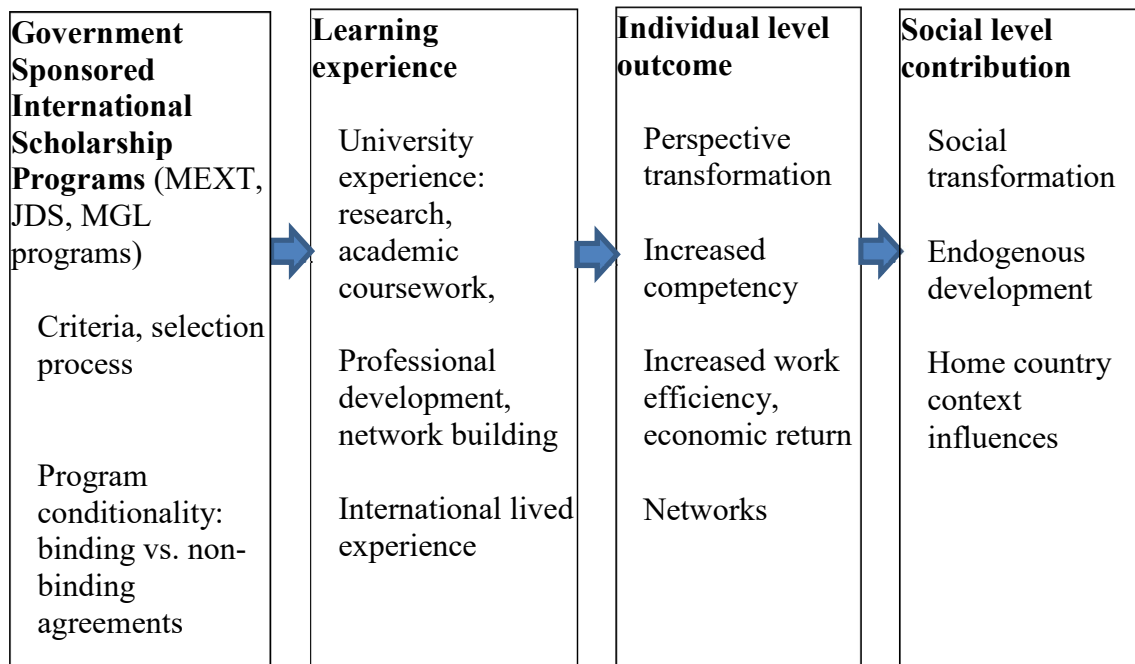 Government
Sponsored
International
Scholarship
Programs (MEXT,
JDS, MGL
programs)
Criteria, selection
process
Program
conditionality:
binding vs. non-
binding
agreements
Learning
experience
University
experience:
research,
academic
coursework,
Professional
development,
network building
International lived
experience
Individual level
outcome
Perspective
transformation
Increased
competency
Increased work
efficiency,
economic return
Networks
Social level
contribution
Social
transformation
Endogenous
development
Home country
context
influences